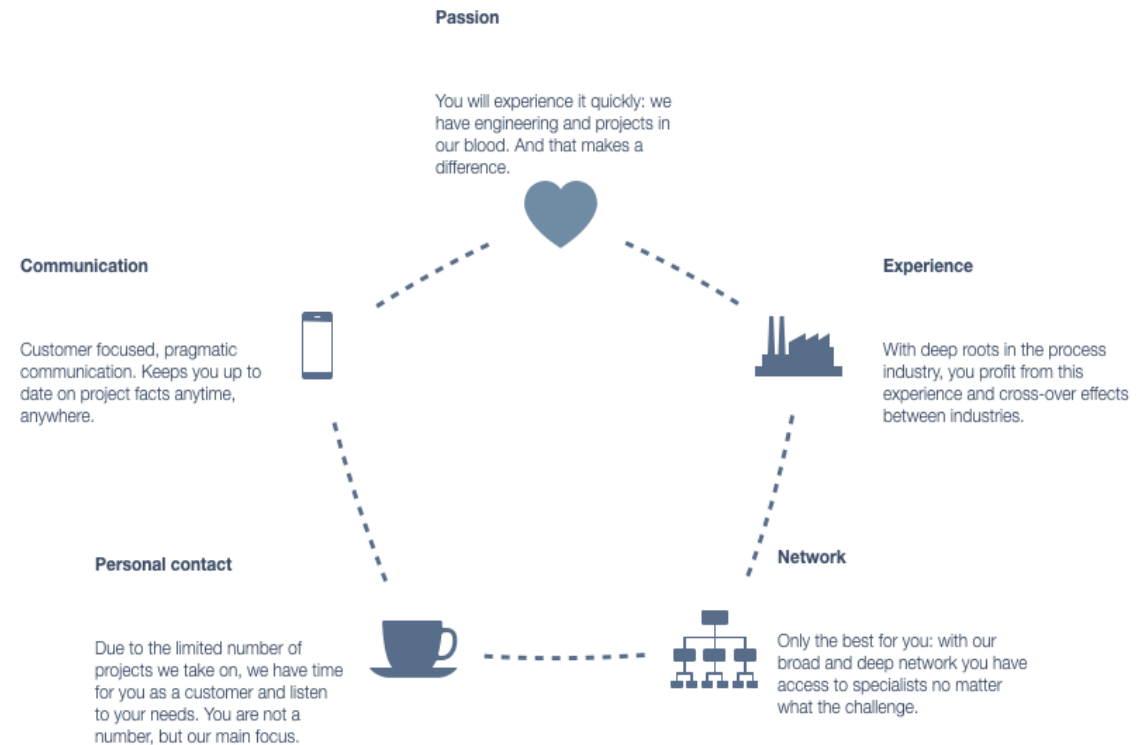 Passion
You will experience it quickly: we
have engineering and projects in
our blood. And that makes a
difference.
Communication
Customer focused, pragmatic
communication. Keeps you up to
date on project facts anytime,
anywhere.
Experience
With deep roots in the process
industry, you profit from this
experience and cross-over effects
between industries.
Personal contact
Due to the limited number of
projects we take on, we have time
for you as a customer and listen
to your needs. You are not a
number, but our main focus.
Network
Only the best for you: with our
broad and deep network you have
access to specialists no matter
what the challenge.